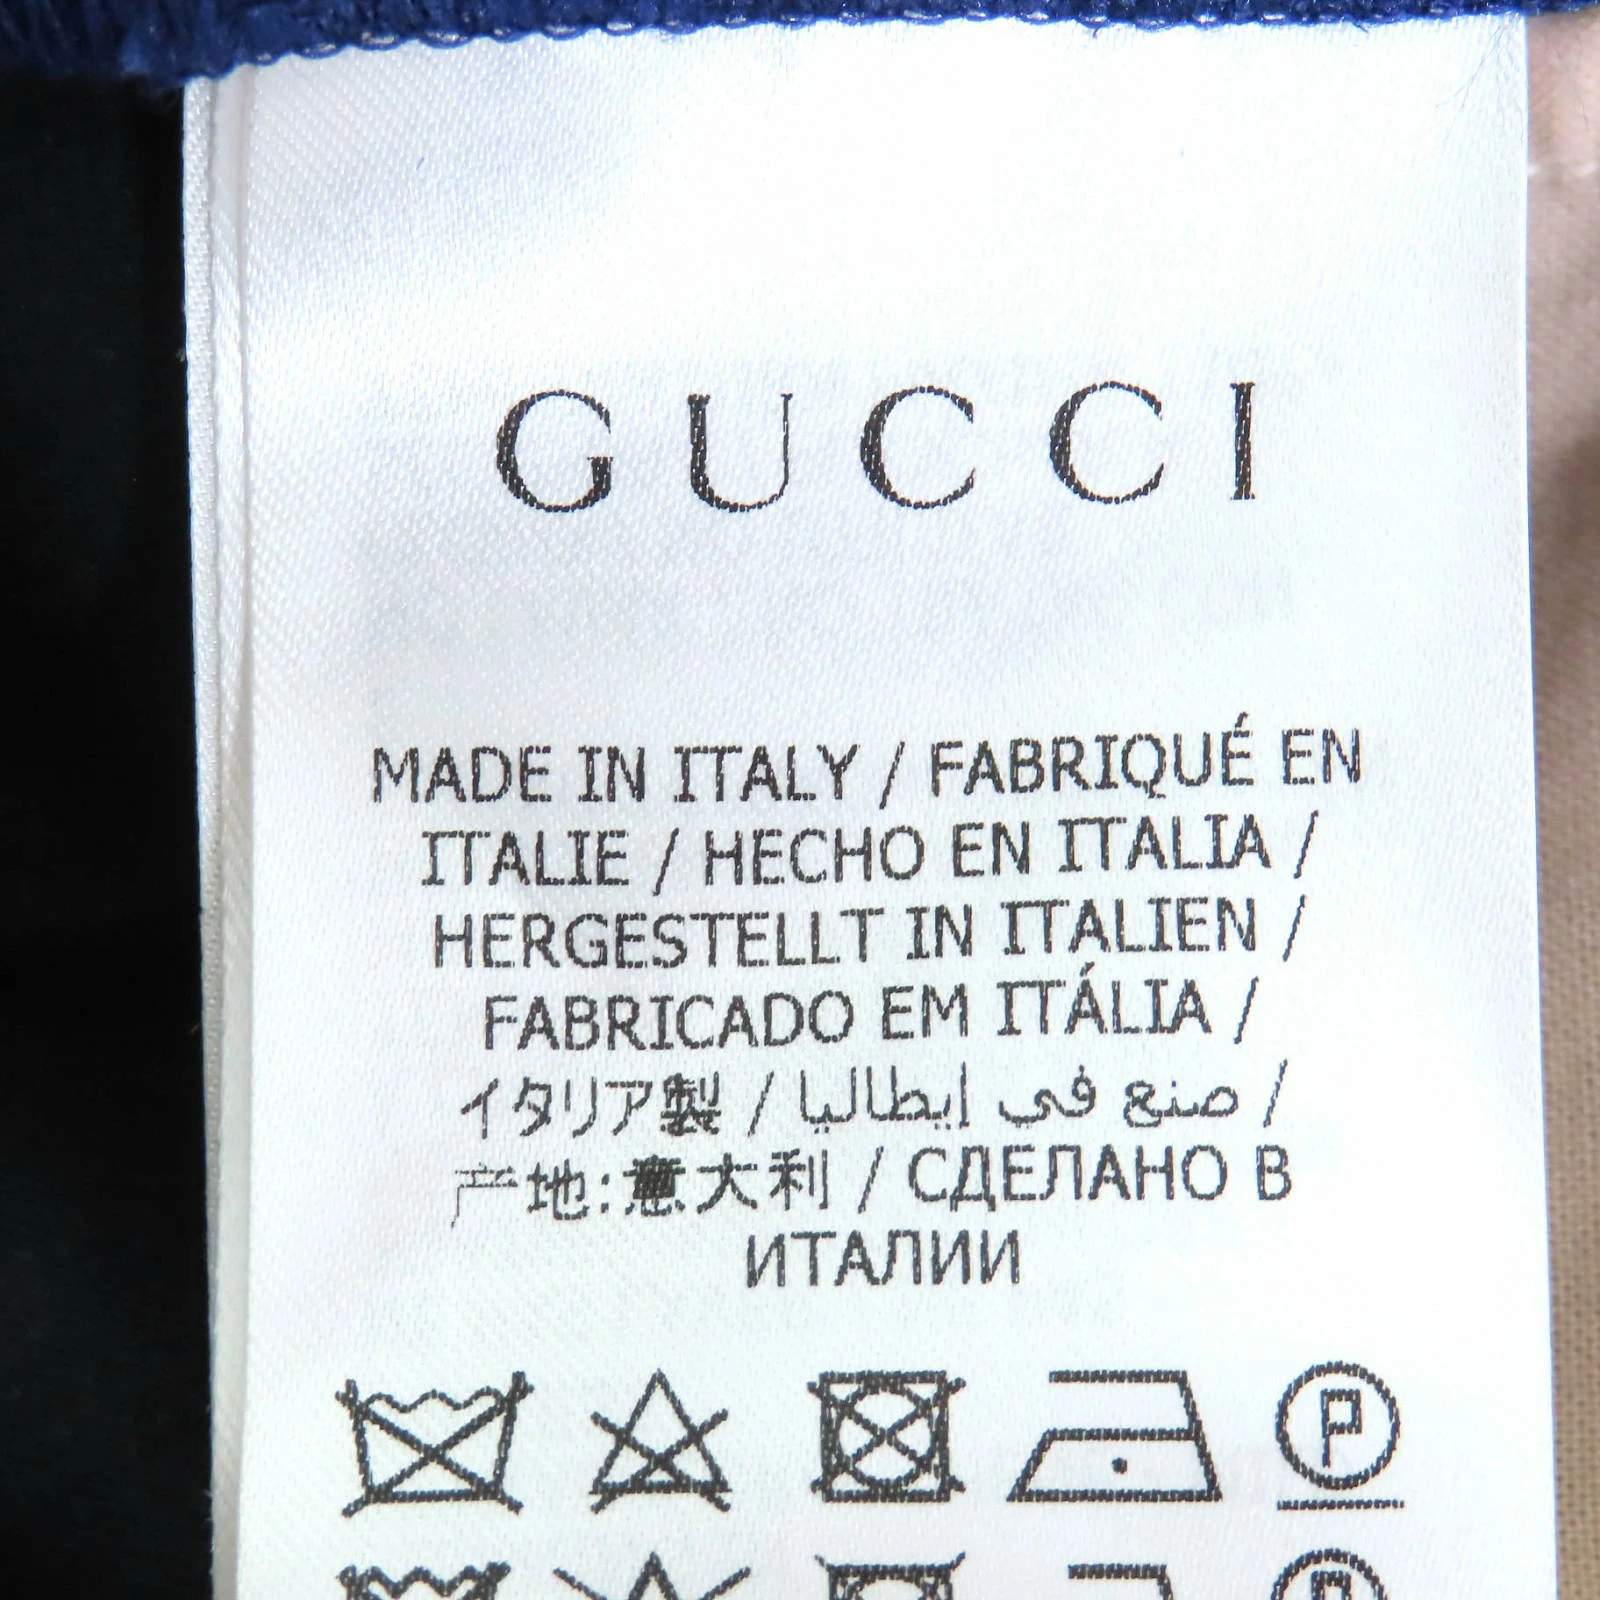 GUCCI
MADE IN ITALY / FABRIQUÉ EN
ITALIE / HECHO EN ITALIA /
HERGESTELLT IN ITALIEN /
FABRICADO EM ITÁLIA /
イタリア製 / صنع في إيطاليا /
产地:意大利 / СДЕЛАНО В
ИТАЛИИ
P